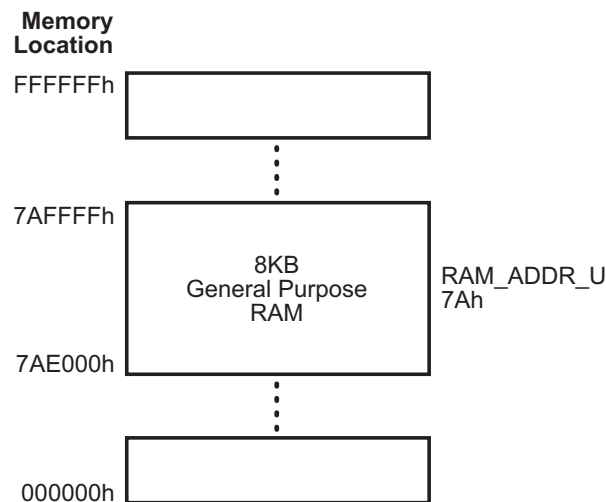 Memory
Location
FFFFFFh
7AFFFFh
8KB
General Purpose
RAM
RAM_ADDR_U
7Ah
7AE000h
000000h